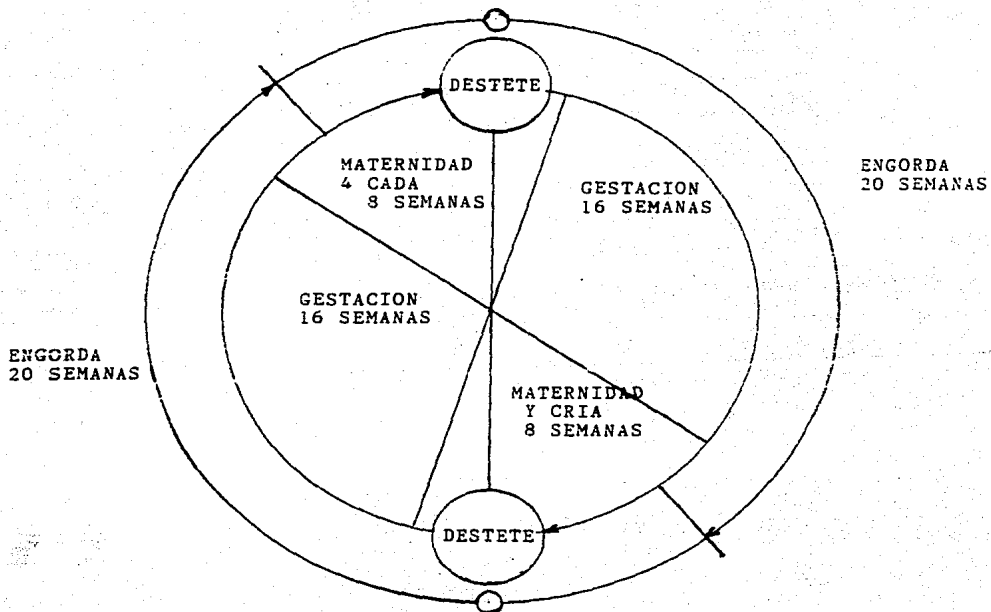 DESTETE
MATERNIDAD
4 CADA
8 SEMANAS
GESTACION
16 SEMANAS
ENGORDA
20 SEMANAS
GESTACION
16 SEMANAS
ENGORDA
20 SEMANAS
MATERNIDAD
Y CRIA
8 SEMANAS
DESTETE